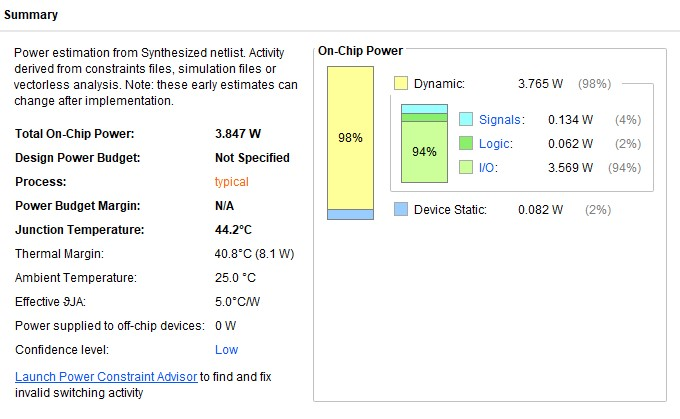 Summary
Power estimation from Synthesized netlist. Activity
derived from constraints files, simulation files or
vectorless analysis. Note: these early estimates can
change after implementation.
Total On-Chip Power: 3.847 W
Design Power Budget: Not Specified
Process: typical
Power Budget Margin: N/A
Junction Temperature: 44.2°C
Thermal Margin: 40.8°C (8.1 W)
Ambient Temperature: 25.0 °C
Effective ϑJA: 5.0°C/W
Power supplied to off-chip devices: 0 W
Confidence level: Low
Launch Power Constraint Advisor to find and fix
invalid switching activity
On-Chip Power
98%
Dynamic: 3.765 W (98%)
94%
Signals: 0.134 W (4%)
Logic: 0.062 W (2%)
I/O: 3.569 W (94%)
Device Static: 0.082 W (2%)